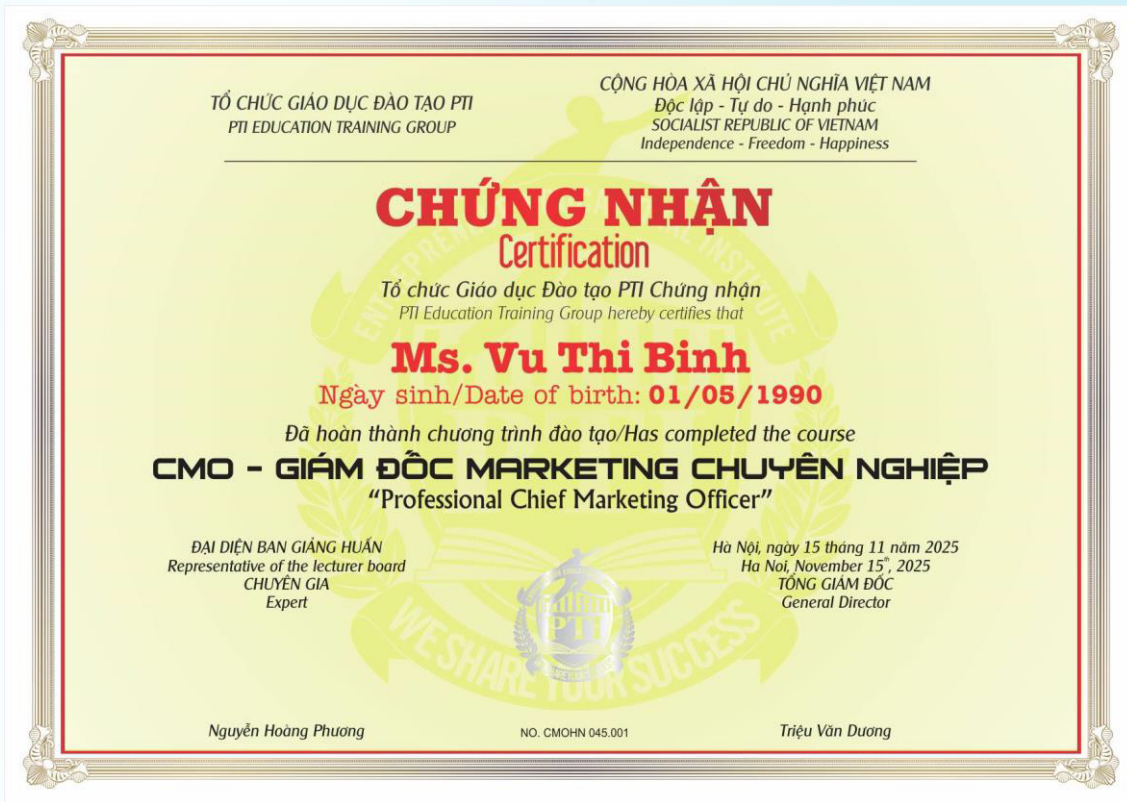 TỔ CHỨC GIÁO DỤC ĐÀO TẠO PTI
PTI EDUCATION TRAINING GROUP
CỘNG HÒA XÃ HỘI CHỦ NGHĨA VIỆT NAM
Độc lập - Tự do - Hạnh phúc
SOCIALIST REPUBLIC OF VIETNAM
Independence - Freedom - Happiness
CHỨNG NHẬN
Certification
Tổ chức Giáo dục Đào tạo PTI Chứng nhận
PTI Education Training Group hereby certifies that
Ms. Vu Thi Binh
Ngày sinh/Date of birth: 01/05/1990
Đã hoàn thành chương trình đào tạo/Has completed the course
CMO - GIÁM ĐỐC MARKETING CHUYÊN NGHIỆP
“Professional Chief Marketing Officer”
ĐẠI DIỆN BAN GIẢNG HUẤN
Representative of the lecturer board
CHUYÊN GIA
Expert
Hà Nội, ngày 15 tháng 11 năm 2025
Ha Noi, November 15th, 2025
TỔNG GIÁM ĐỐC
General Director
PTI
WE SHARE YOUR SUCCESS
Nguyễn Hoàng Phương
NO. CMOHN 045.001
Triệu Văn Dương